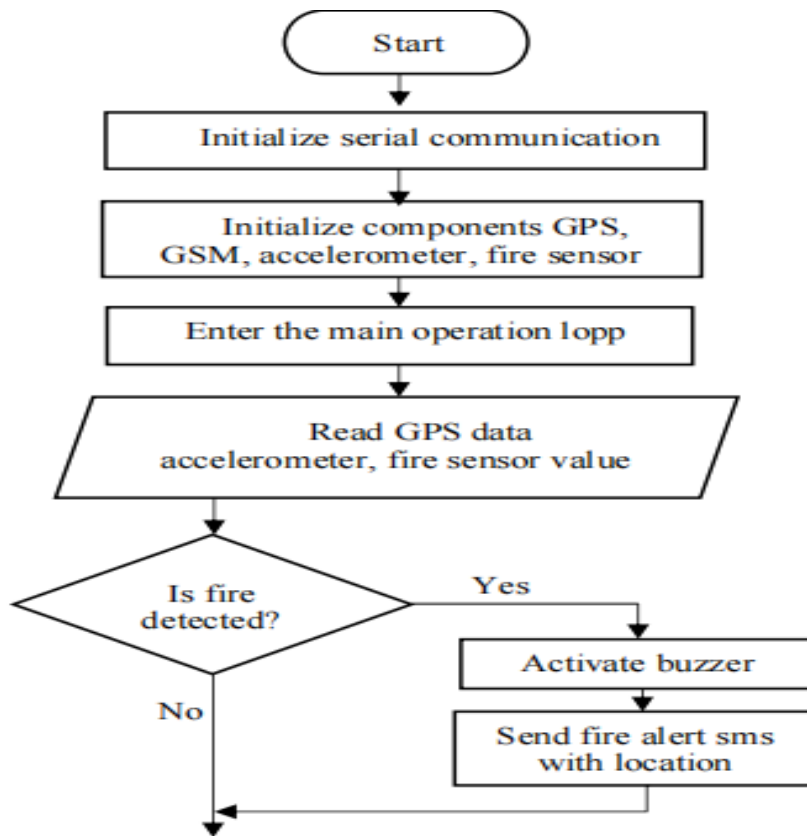 Start
Initialize serial communication
Initialize components GPS,
GSM, accelerometer, fire sensor
Enter the main operation lopp
Read GPS data
accelerometer, fire sensor value
Is fire
detected?
Yes
Activate buzzer
No
Send fire alert sms
with location